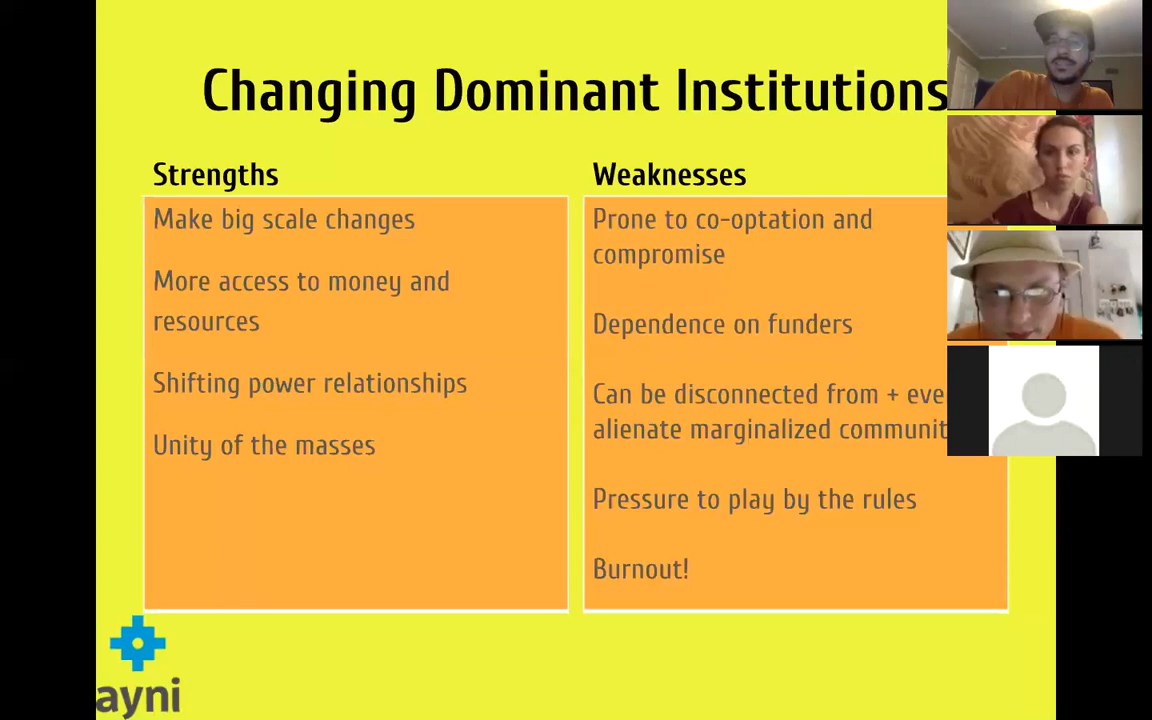 Changing Dominant Institutions
Strengths
Make big scale changes
More access to money and
resources
Shifting power relationships
Unity of the masses
Weaknesses
Prone to co-optation and
compromise
Dependence on funders
Can be disconnected from + eve
alienate marginalized communit
Pressure to play by the rules
Burnout!
ayni